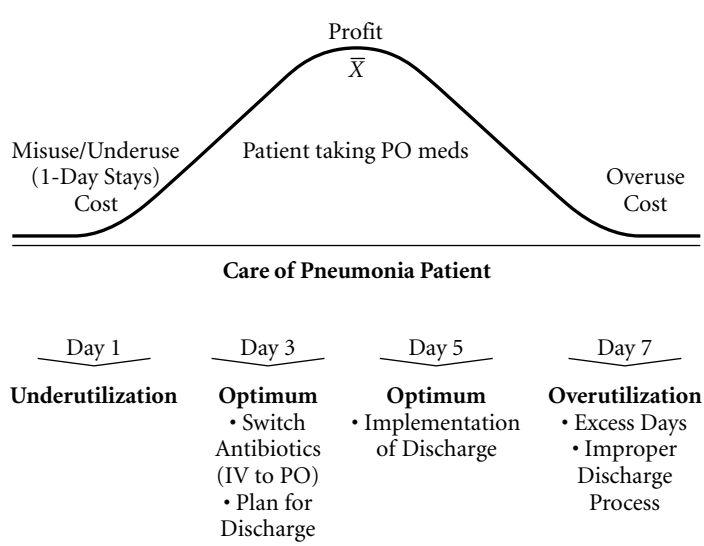 Profit
X̄
Misuse/Underuse
(1-Day Stays)
Cost
Patient taking PO meds
Overuse
Cost
Care of Pneumonia Patient
Day 1
Underutilization
Day 3
Optimum
• Switch
Antibiotics
(IV to PO)
• Plan for
Discharge
Day 5
Optimum
• Implementation
of Discharge
Day 7
Overutilization
• Excess Days
• Improper
Discharge
Process